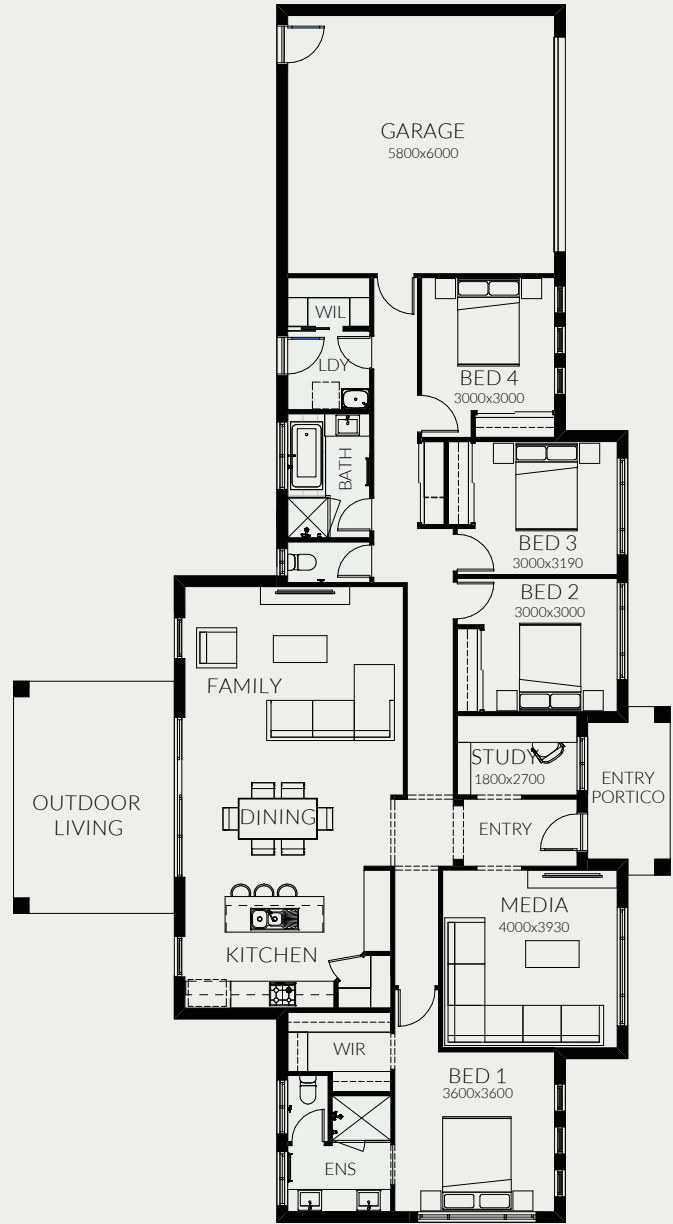 GARAGE
5800x6000
WIL
LDY
BED 4
3000x3000
BATH
BED 3
3000x3190
BED 2
3000x3000
FAMILY
STUDY
1800x2700
ENTRY
PORTICO
OUTDOOR
LIVING
DINING
ENTRY
MEDIA
4000x3930
KITCHEN
WIR
BED 1
3600x3600
ENS